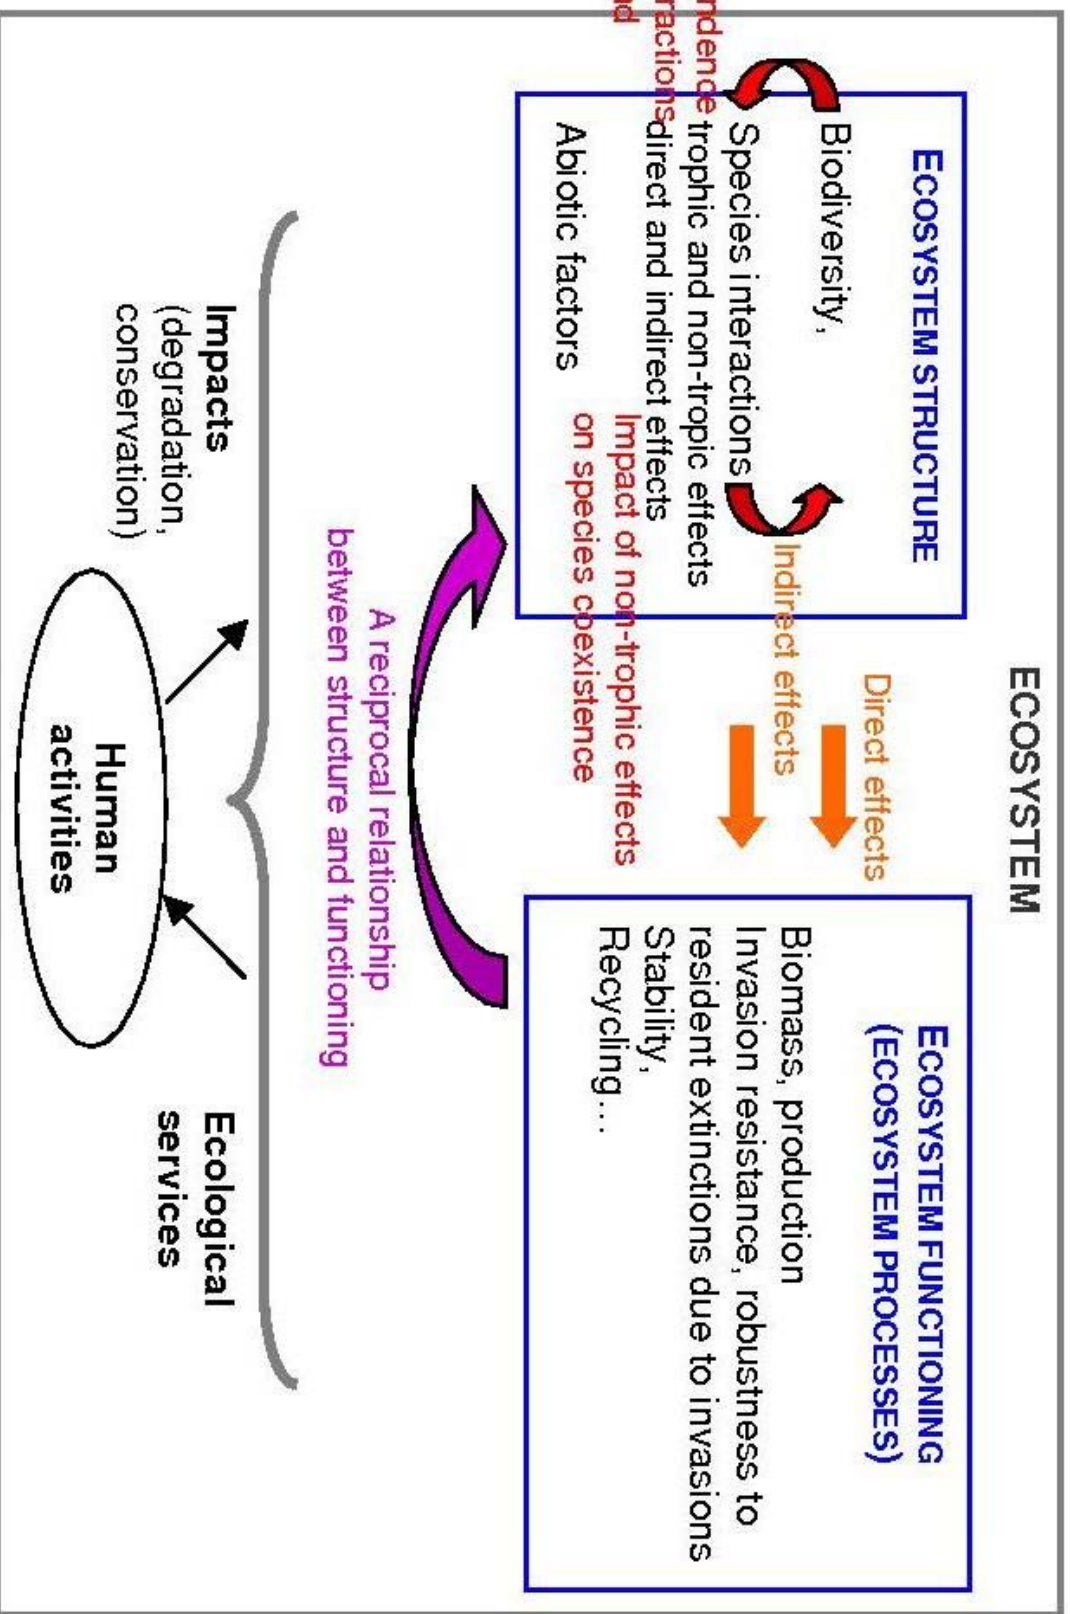 ECOSYSTEM
ECOSYSTEM STRUCTURE
Biodiversity,
Species interactions
trophic and non-tropic effects
direct and indirect effects
Abiotic factors
Impact of non-trophic effects
on species coexistence
Direct effects
Indirect effects
ECOSYSTEM FUNCTIONING
(ECOSYSTEM PROCESSES)
Biomass, production
Invasion resistance, robustness to
resident extinctions due to invasions
Stability,
Recycling....
A reciprocal relationship
between structure and functioning
Impacts
(degradation,
conservation)
Human
activities
Ecological
services